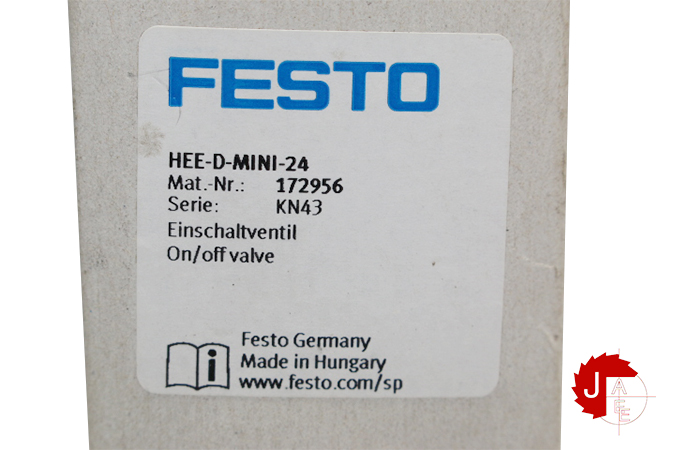 FESTO
HEE-D-MINI-24
Mat.-Nr.: 172956
Serie: KN43
Einschaltventil
On/off valve
Festo Germany
Made in Hungary
www.festo.com/sp
J